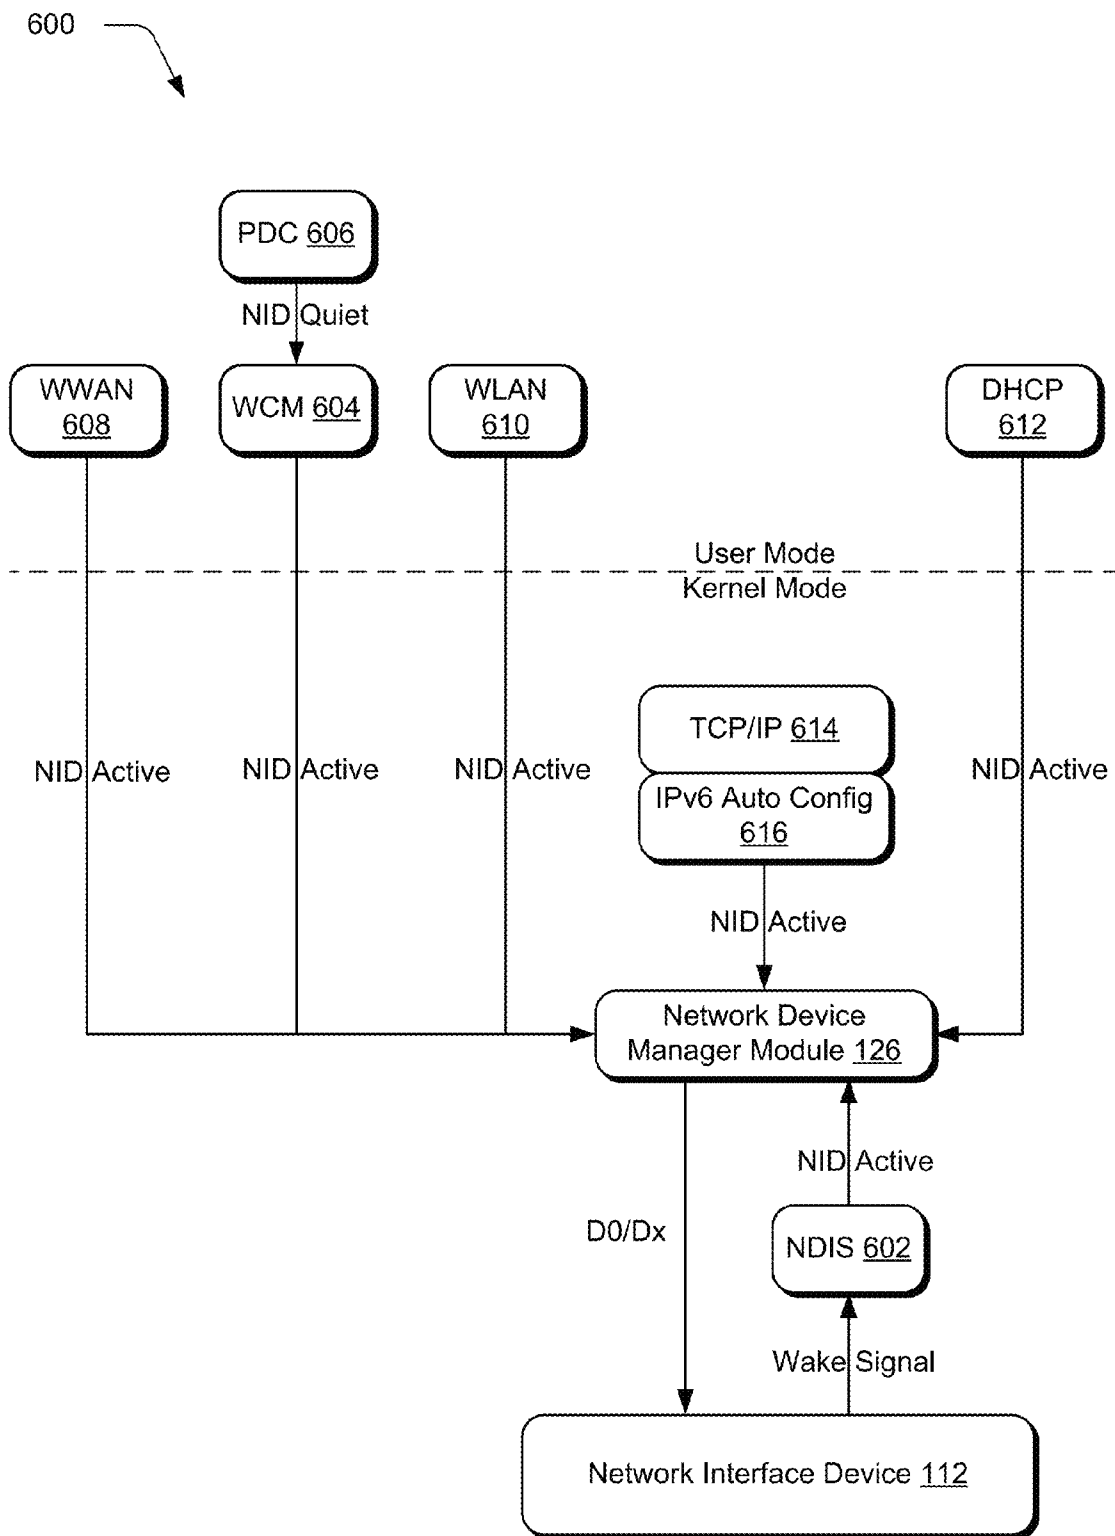 600
PDC 606
NID Quiet
WWAN
608
WCM 604
WLAN
610
DHCP
612
User Mode
Kernel Mode
TCP/IP 614
NID Active
NID Active
NID Active
NID Active
IPv6 Auto Config
616
NID Active
Network Device
Manager Module 126
NID Active
D0/Dx
NDIS 602
Wake Signal
Network Interface Device 112